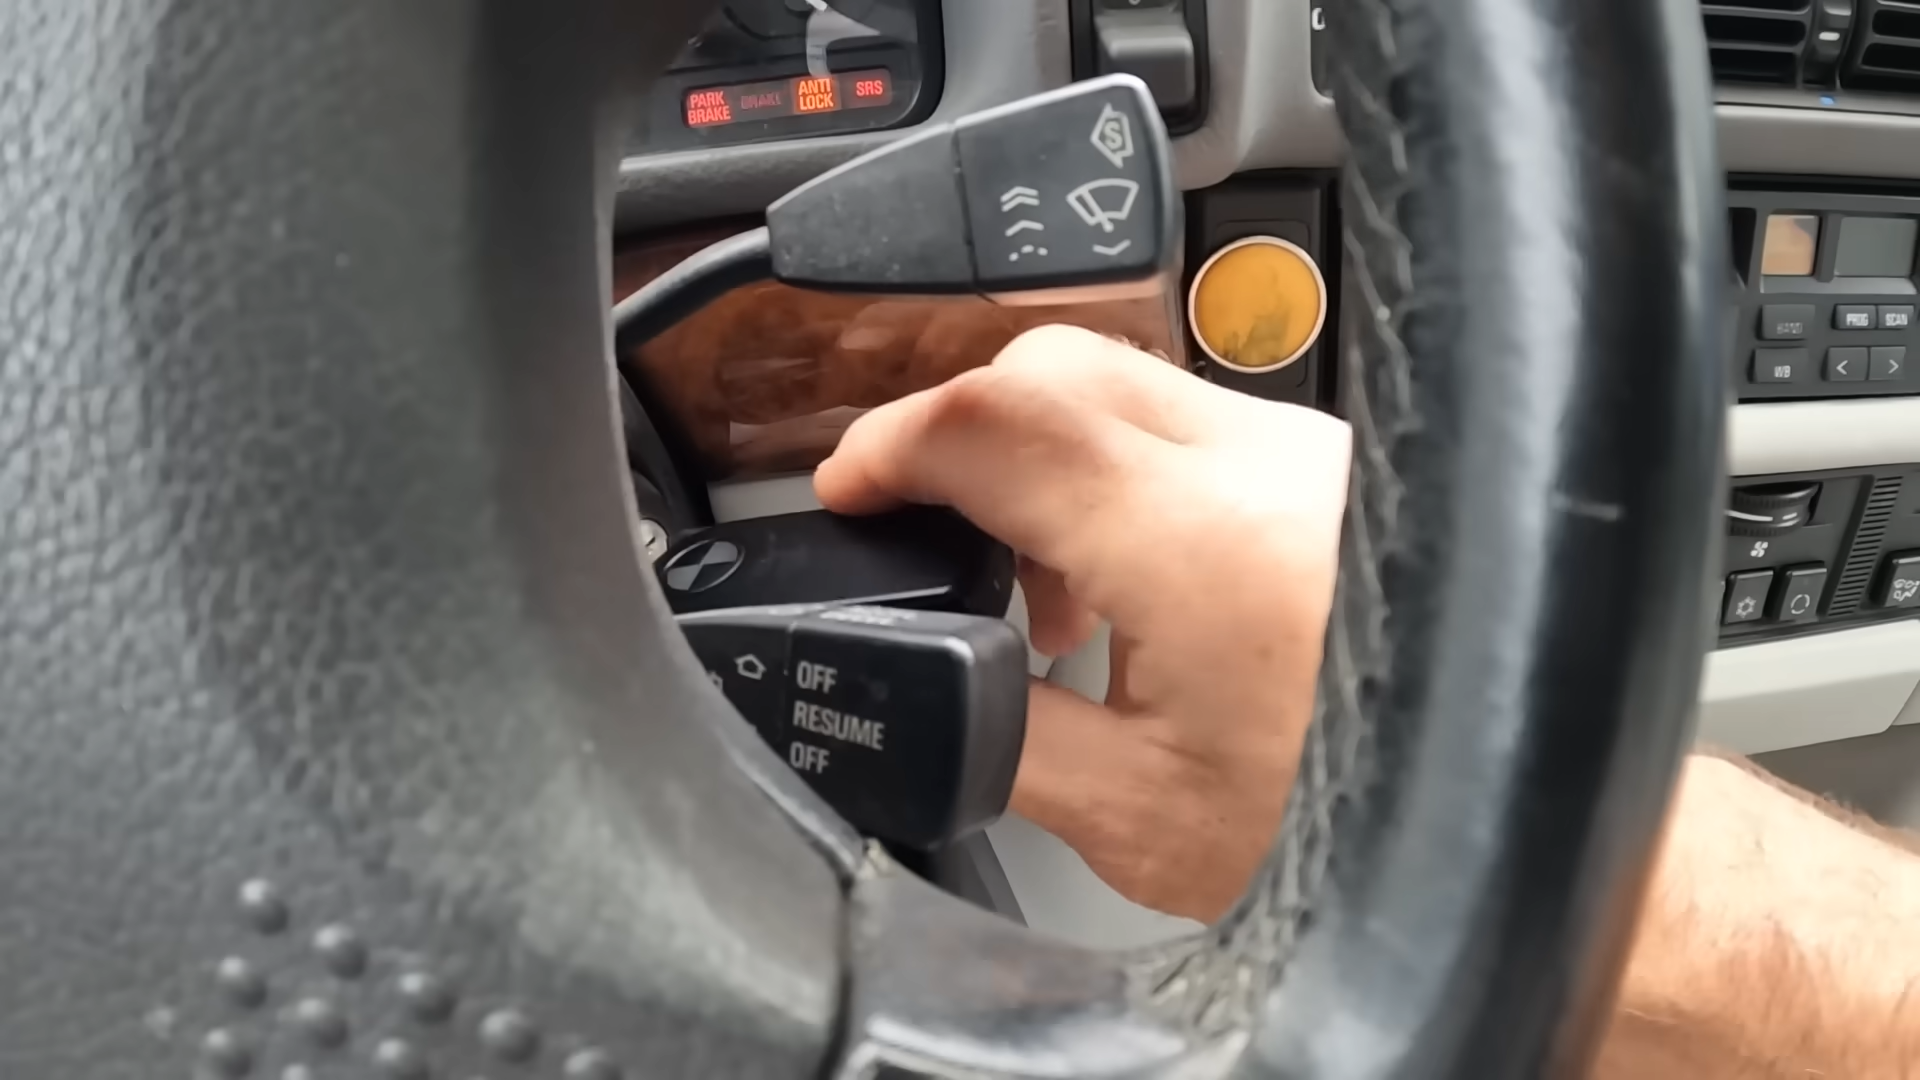 PARK
BRAKE
BRAKE
ANTI
LOCK
SRS
S
PROG
SCAN
WB
< >
OFF
RESUME
OFF